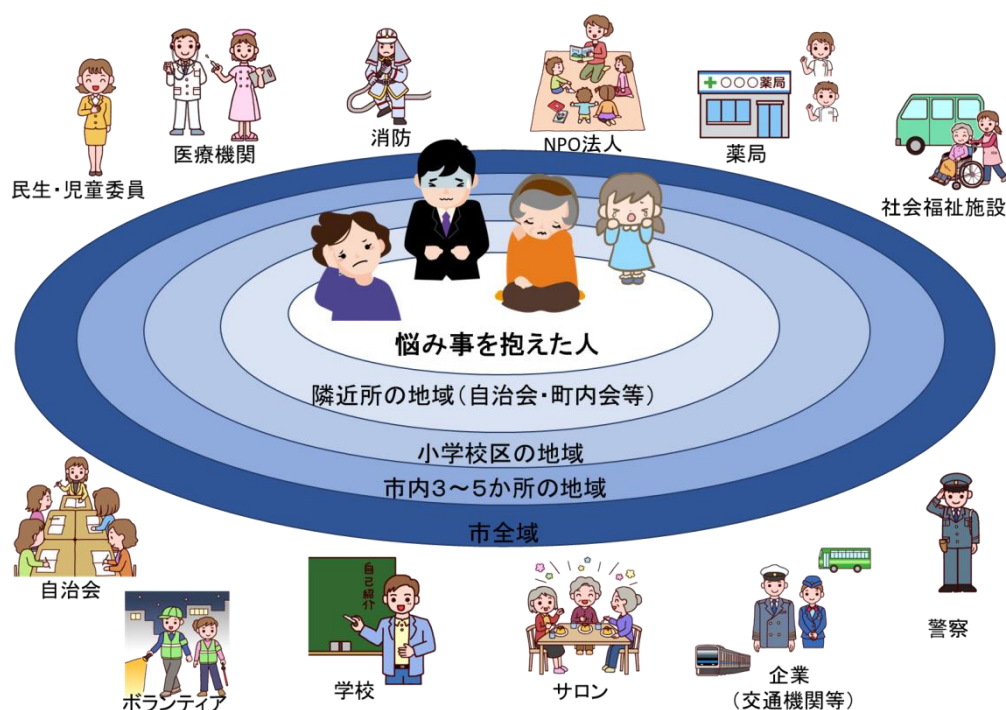 消防
NPO法人
○○○薬局
薬局
医療機関
民生・児童委員
社会福祉施設
悩み事を抱えた人
隣近所の地域（自治会・町内会等）
小学校区の地域
市内３～５か所の地域
市全域
自治会
自己紹介
警察
ボランティア
学校
サロン
企業
（交通機関等）